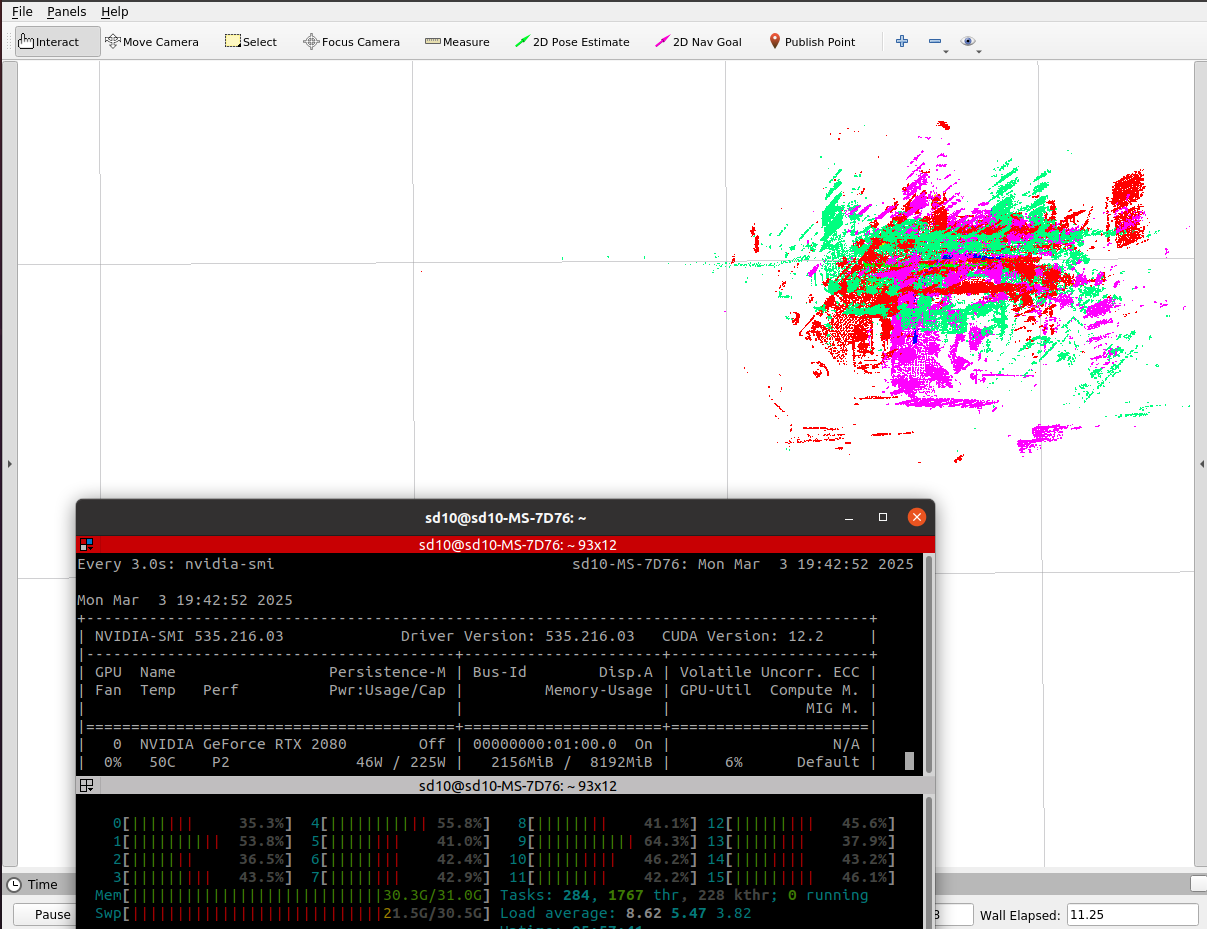 File Panels Help
Interact Move Camera Select Focus Camera Measure 2D Pose Estimate 2D Nav Goal Publish Point
sd10@sd10-MS-7D76: ~
sd10@sd10-MS-7D76: ~ 93x12
Every 3.0s: nvidia-smi sd10-MS-7D76: Mon Mar  3 19:42:52 2025
Mon Mar  3 19:42:52 2025
+---------------------------------------------------------------------------------------+
| NVIDIA-SMI 535.216.03             Driver Version: 535.216.03   CUDA Version: 12.2     |
|-----------------------------------------+----------------------+----------------------+
| GPU  Name                 Persistence-M | Bus-Id        Disp.A | Volatile Uncorr. ECC |
| Fan  Temp   Perf          Pwr:Usage/Cap |         Memory-Usage | GPU-Util  Compute M. |
|                                         |                      |               MIG M. |
|=========================================+======================+======================|
|   0  NVIDIA GeForce RTX 2080        Off | 00000000:01:00.0  On |                  N/A |
|  0%   50C    P2              46W / 225W |   2156MiB /  8192MiB |      6%      Default |
sd10@sd10-MS-7D76: ~ 93x12
0[||||||| 35.3%] 4[||||||||||| 55.8%] 8[|||||||| 41.1%] 12[||||||||| 45.6%]
1[|||||||||| 53.8%] 5[|||||||| 41.0%] 9[||||||||||| 64.3%] 13[|||||||| 37.9%]
2[||||||| 36.5%] 6[|||||||| 42.4%] 10[||||||||| 46.2%] 14[|||||||| 43.2%]
3[||||||||| 43.5%] 7[|||||||| 42.9%] 11[|||||||| 42.2%] 15[||||||||| 46.1%]
Mem[||||||||||||||||||||||||||||30.3G/31.0G] Tasks: 284, 1767 thr, 228 kthr; 0 running
Swp[||||||||||||||||||||||||||||21.5G/30.5G] Load average: 8.62 5.47 3.82
Time
Pause Wall Elapsed: 11.25